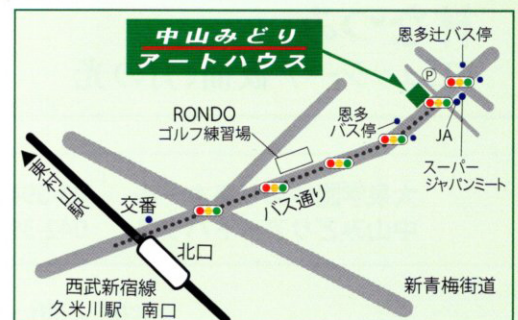 中山みどり
アートハウス
恩多辻バス停
P
RONDO
ゴルフ練習場
恩多
バス停
JA
スーパー
ジャパンミート
バス通り
東村山駅
交番
北口
西武新宿線
久米川駅 南口
新青梅街道